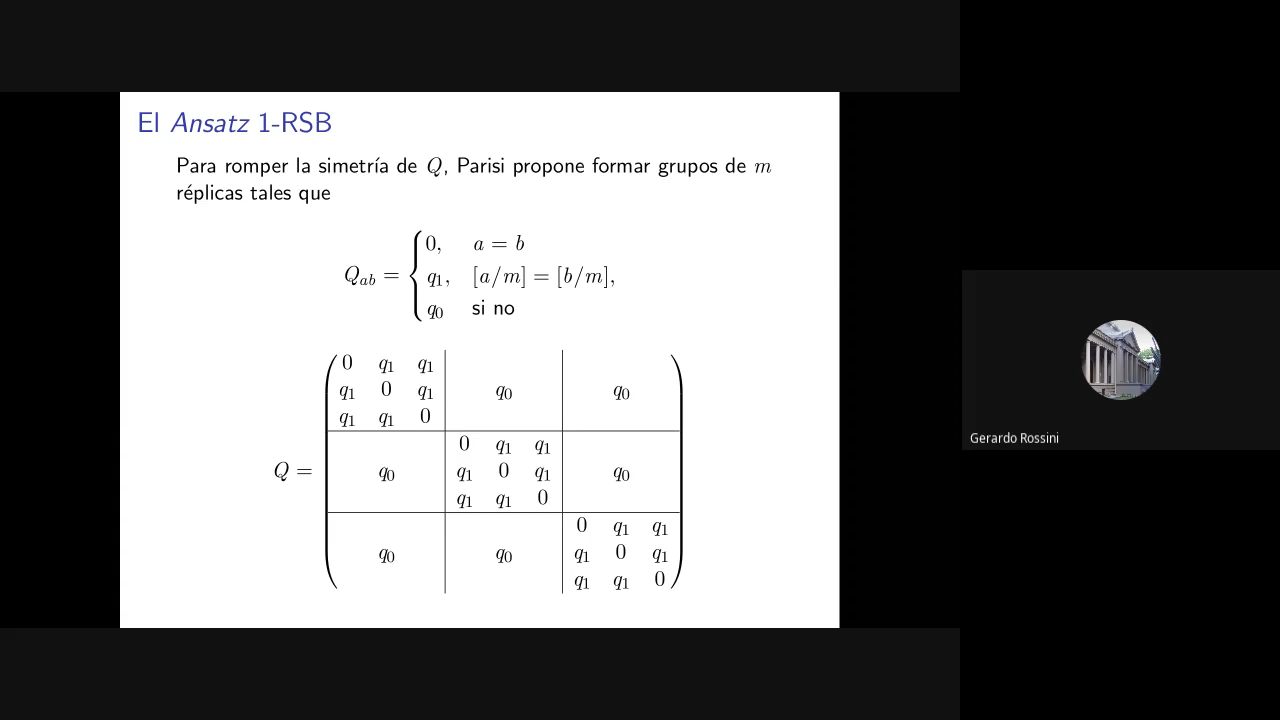 El Ansatz 1-RSB
Para romper la simetría de Q, Parisi propone formar grupos de m
réplicas tales que
0, a = b
Q_ab = { q_1, [a/m] = [b/m],
q_0 si no
0 q_1 q_1
q_1 0 q_1 q_0 q_0
q_1 q_1 0
0 q_1 q_1
Q = q_0 q_1 0 q_1 q_0
q_1 q_1 0
0 q_1 q_1
q_0 q_0 q_1 0 q_1
q_1 q_1 0
Gerardo Rossini